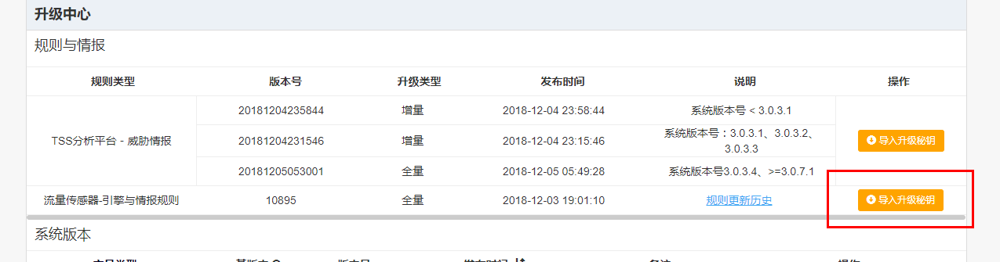 升级中心
规则与情报
规则类型 版本号 升级类型 发布时间 说明 操作
20181204235844 增量 2018-12-04 23:58:44 系统版本号 < 3.0.3.1
TSS分析平台 - 威胁情报 20181204231546 增量 2018-12-04 23:15:46 系统版本号：3.0.3.1、3.0.3.2、 导入升级秘钥
3.0.3.3
20181205053001 全量 2018-12-05 05:49:28 系统版本号3.0.3.4、>=3.0.7.1
流量传感器-引擎与情报规则 10895 全量 2018-12-03 19:01:10 规则更新历史 导入升级秘钥
系统版本